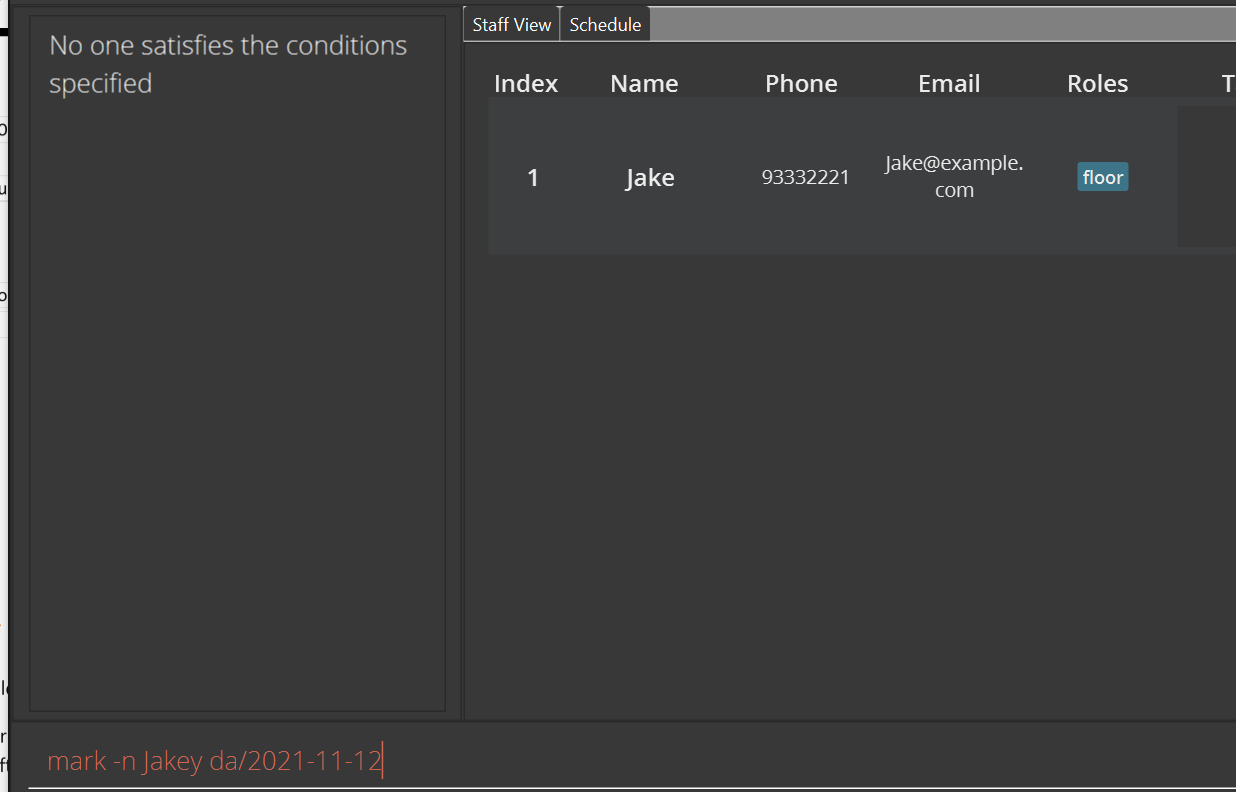 No one satisfies the conditions
specified
Staff View Schedule
Index Name Phone Email Roles
1 Jake 93332221 Jake@example.
com floor
mark -n Jakey da/2021-11-12